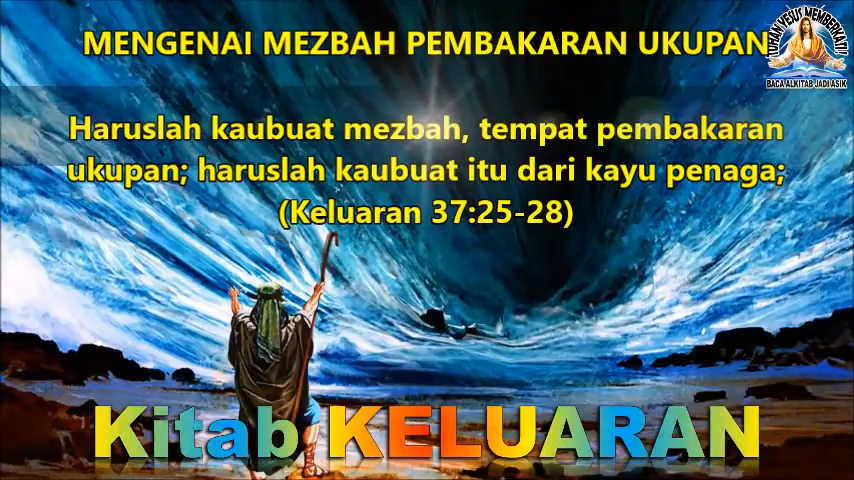 MENGENAI MEZBAH PEMBAKARAN UKUPAN
TUHAN YESUS MEMBERKATI!
BACA ALKITAB JADI ASIK
Haruslah kaubuat mezbah, tempat pembakaran
ukupan; haruslah kaubuat itu dari kayu penaga;
(Keluaran 37:25-28)
Kitab KELUARAN